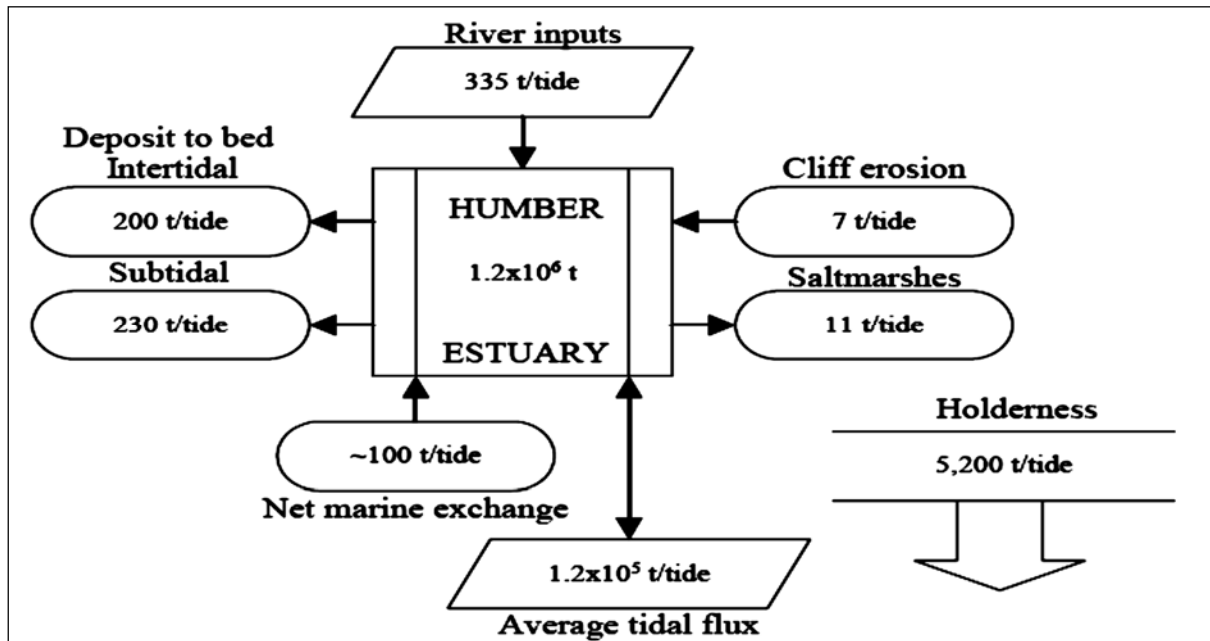 River inputs
335 t/tide
Deposit to bed
Intertidal
200 t/tide
Subtidal
230 t/tide
HUMBER
1.2x10⁶ t
ESTUARY
Cliff erosion
7 t/tide
Saltmarshes
11 t/tide
~100 t/tide
Net marine exchange
Holderness
5,200 t/tide
1.2x10⁵ t/tide
Average tidal flux